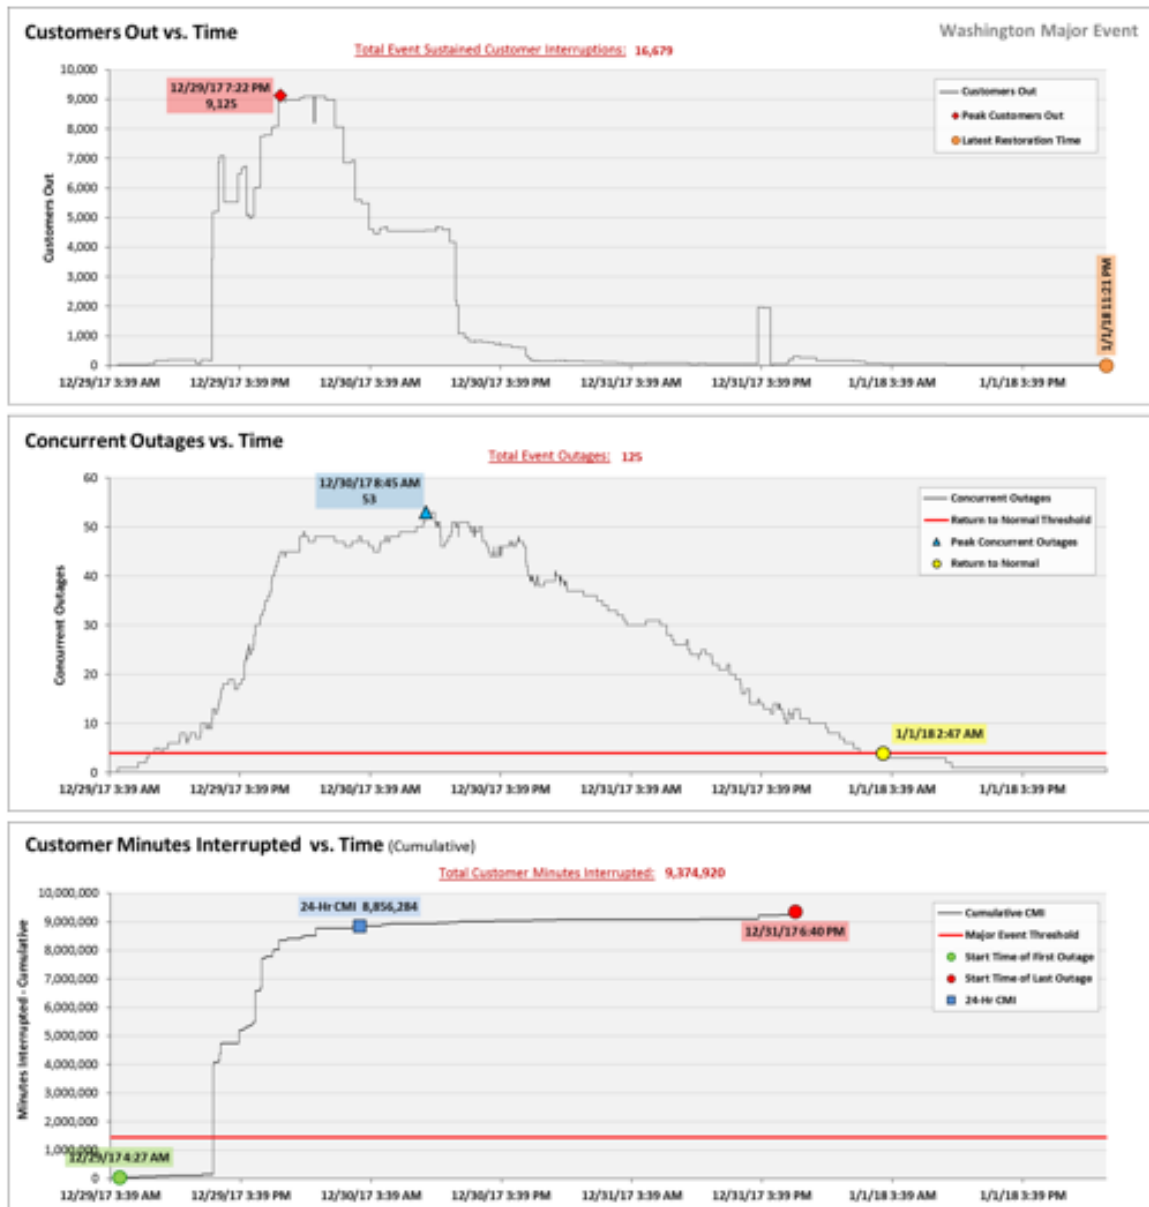 Customers Out vs. Time
Washington Major Event
Total Event Sustained Customer Interruptions: 16,679
10,000
9,000
8,000
7,000
6,000
5,000
4,000
3,000
2,000
1,000
0
Customers Out
12/29/17 7:22 PM
9,125
Customers Out
Peak Customers Out
Latest Restoration Time
1/1/18 11:21 PM
12/29/17 3:39 AM
12/29/17 3:39 PM
12/30/17 3:39 AM
12/30/17 3:39 PM
12/31/17 3:39 AM
12/31/17 3:39 PM
1/1/18 3:39 AM
1/1/18 3:39 PM
Concurrent Outages vs. Time
Total Event Outages: 125
60
50
40
30
20
10
0
Concurrent Outages
12/30/17 8:45 AM
53
Concurrent Outages
Return to Normal Threshold
Peak Concurrent Outages
Return to Normal
1/1/18 2:47 AM
12/29/17 3:39 AM
12/29/17 3:39 PM
12/30/17 3:39 AM
12/30/17 3:39 PM
12/31/17 3:39 AM
12/31/17 3:39 PM
1/1/18 3:39 AM
1/1/18 3:39 PM
Customer Minutes Interrupted vs. Time (Cumulative)
Total Customer Minutes Interrupted: 9,374,920
10,000,000
9,000,000
8,000,000
7,000,000
6,000,000
5,000,000
4,000,000
3,000,000
2,000,000
1,000,000
0
Minutes Interrupted - Cumulative
24-Hr CMI 8,856,284
12/31/17 6:40 PM
Cumulative CMI
Major Event Threshold
Start Time of First Outage
Start Time of Last Outage
24-Hr CMI
12/29/17 4:27 AM
12/29/17 3:39 AM
12/29/17 3:39 PM
12/30/17 3:39 AM
12/30/17 3:39 PM
12/31/17 3:39 AM
12/31/17 3:39 PM
1/1/18 3:39 AM
1/1/18 3:39 PM